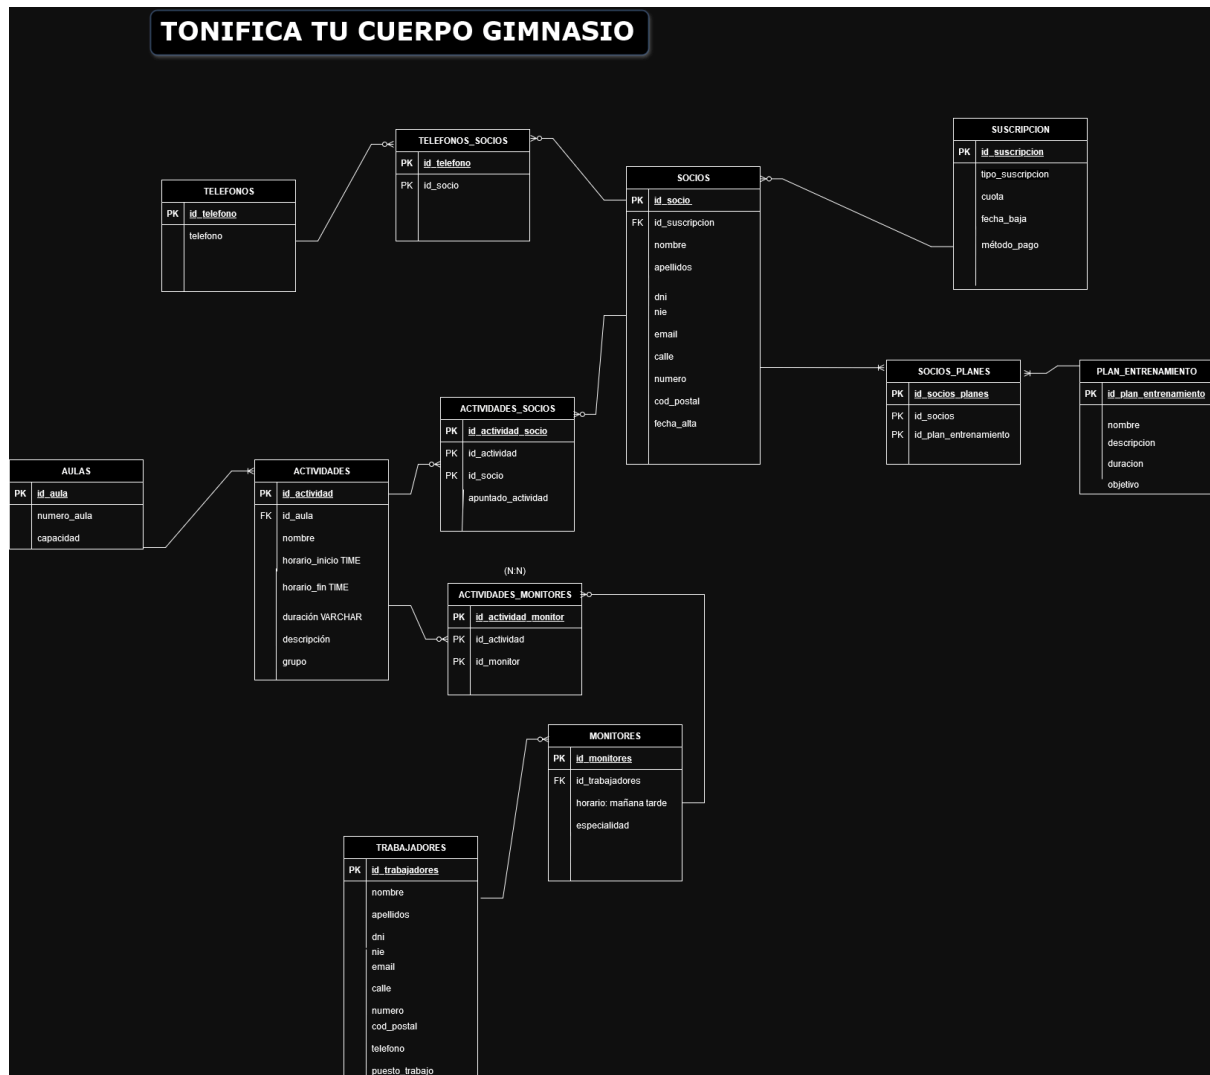 TONIFICA TU CUERPO GIMNASIO
TELEFONOS
PK id_telefono
telefono
TELEFONOS_SOCIOS
PK id_telefono
PK id_socio
SOCIOS
PK id_socio
FK id_suscripcion
nombre
apellidos
dni
nie
email
calle
numero
cod_postal
fecha_alta
SUSCRIPCION
PK id_suscripcion
tipo_suscripcion
cuota
fecha_baja
método_pago
SOCIOS_PLANES
PK id_socios_planes
PK id_socios
PK id_plan_entrenamiento
PLAN_ENTRENAMIENTO
PK id_plan_entrenamiento
nombre
descripcion
duracion
objetivo
AULAS
PK id_aula
numero_aula
capacidad
ACTIVIDADES
PK id_actividad
FK id_aula
nombre
horario_inicio TIME
horario_fin TIME
duración VARCHAR
descripción
grupo
ACTIVIDADES_SOCIOS
PK id_actividad_socio
PK id_actividad
PK id_socio
apuntado_actividad
(N:N)
ACTIVIDADES_MONITORES
PK id_actividad_monitor
PK id_actividad
PK id_monitor
MONITORES
PK id_monitores
FK id_trabajadores
horario: mañana tarde
especialidad
TRABAJADORES
PK id_trabajadores
nombre
apellidos
dni
nie
email
calle
numero
cod_postal
telefono
puesto_trabajo